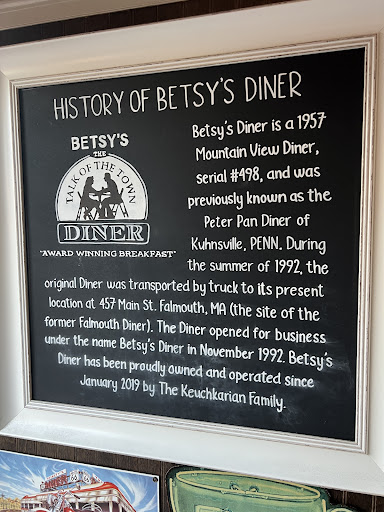 HISTORY OF BETSY'S DINER
BETSY'S
THE
TALK OF THE TOWN
DINER
"AWARD WINNING BREAKFAST"
Betsy's Diner is a 1957
Mountain View Diner,
serial #498, and was
previously known as the
Peter Pan Diner of
Kuhnsville, PENN. During
the summer of 1992, the
original Diner was transported by truck to its present
location at 457 Main St. Falmouth, MA (the site of the
former Falmouth Diner). The Diner opened for business
under the name Betsy's Diner in November 1992. Betsy's
Diner has been proudly owned and operated since
January 2019 by The Keuchkarian Family.